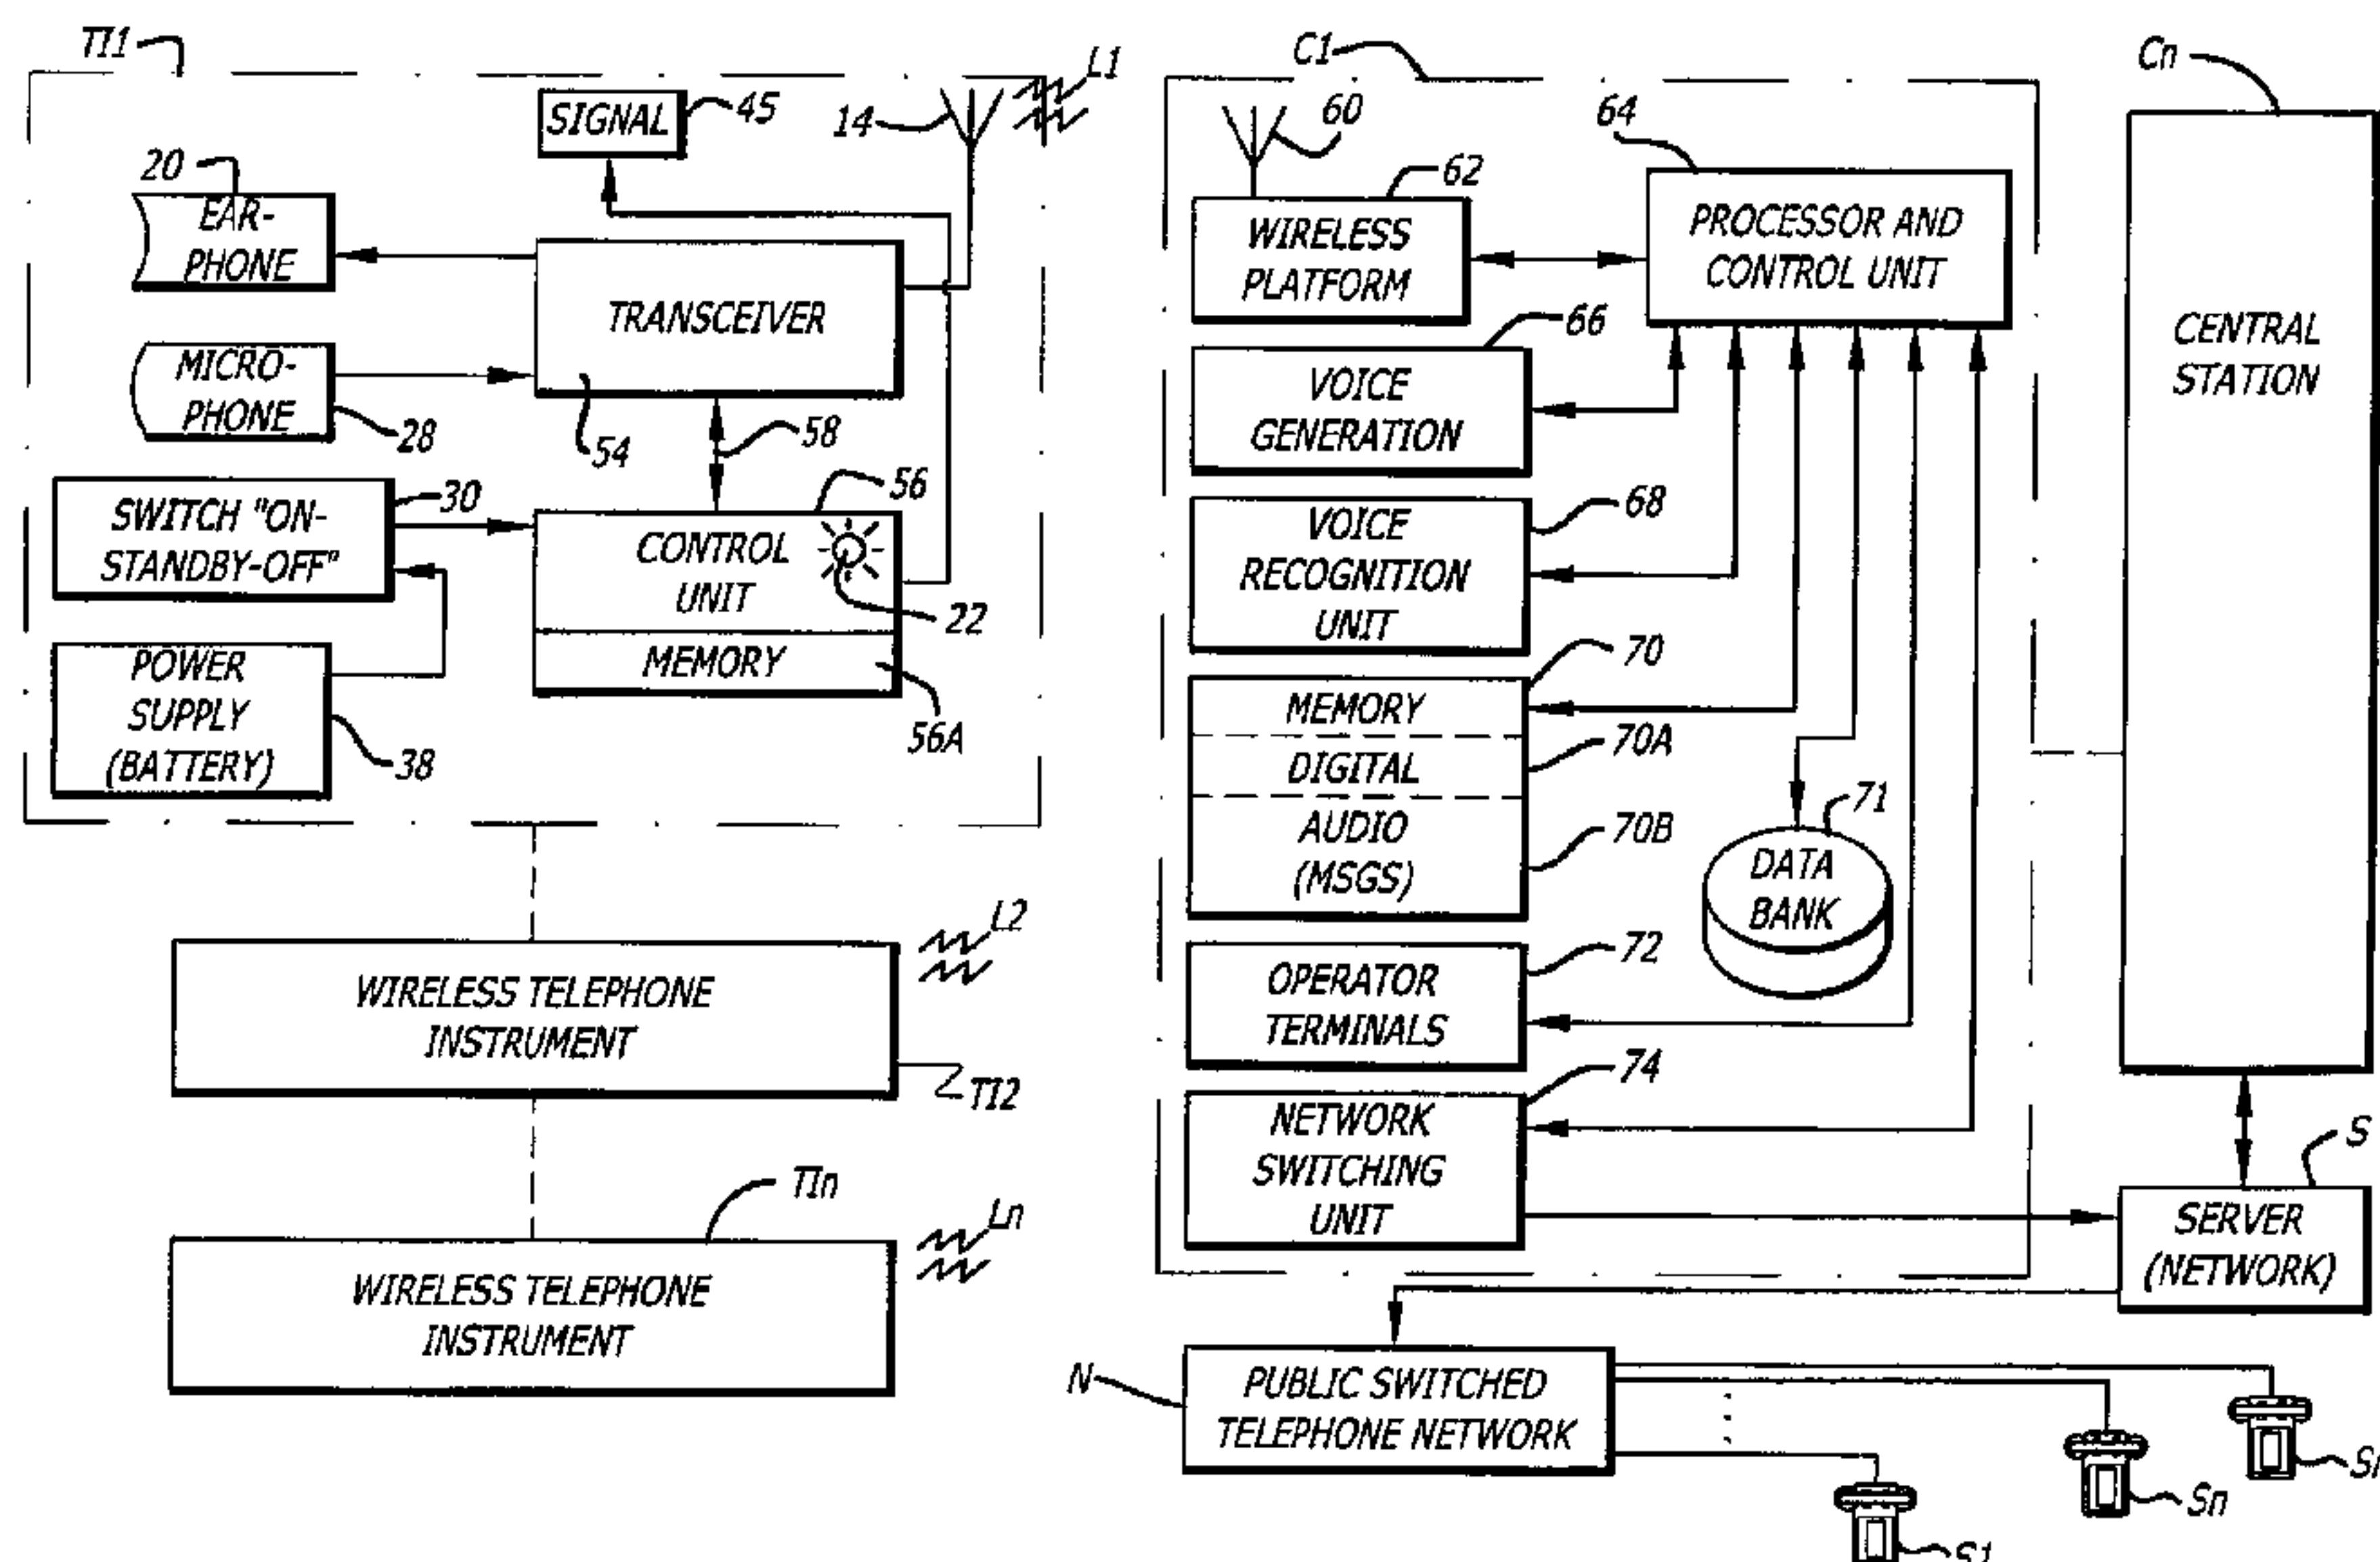 TI1
SIGNAL
45
14
L1
20
EAR-
PHONE
TRANSCEIVER
MICRO-
PHONE
28
54
58
SWITCH "ON-
STANDBY-OFF"
30
56
CONTROL
UNIT
22
MEMORY
56A
POWER
SUPPLY
(BATTERY)
38
L2
WIRELESS TELEPHONE
INSTRUMENT
TI2
TIn
Ln
WIRELESS TELEPHONE
INSTRUMENT
C1
60
64
62
WIRELESS
PLATFORM
PROCESSOR AND
CONTROL UNIT
66
VOICE
GENERATION
68
VOICE
RECOGNITION
UNIT
70
MEMORY
70A
DIGITAL
70B
AUDIO
(MSGS)
71
DATA
BANK
72
OPERATOR
TERMINALS
74
NETWORK
SWITCHING
UNIT
Cn
CENTRAL
STATION
S
SERVER
(NETWORK)
N
PUBLIC SWITCHED
TELEPHONE NETWORK
Sn
S1